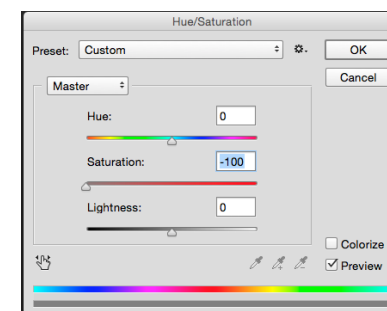 Hue/Saturation
Preset: Custom
OK
Cancel
Master
Hue: 0
Saturation: -100
Lightness: 0
Colorize
Preview